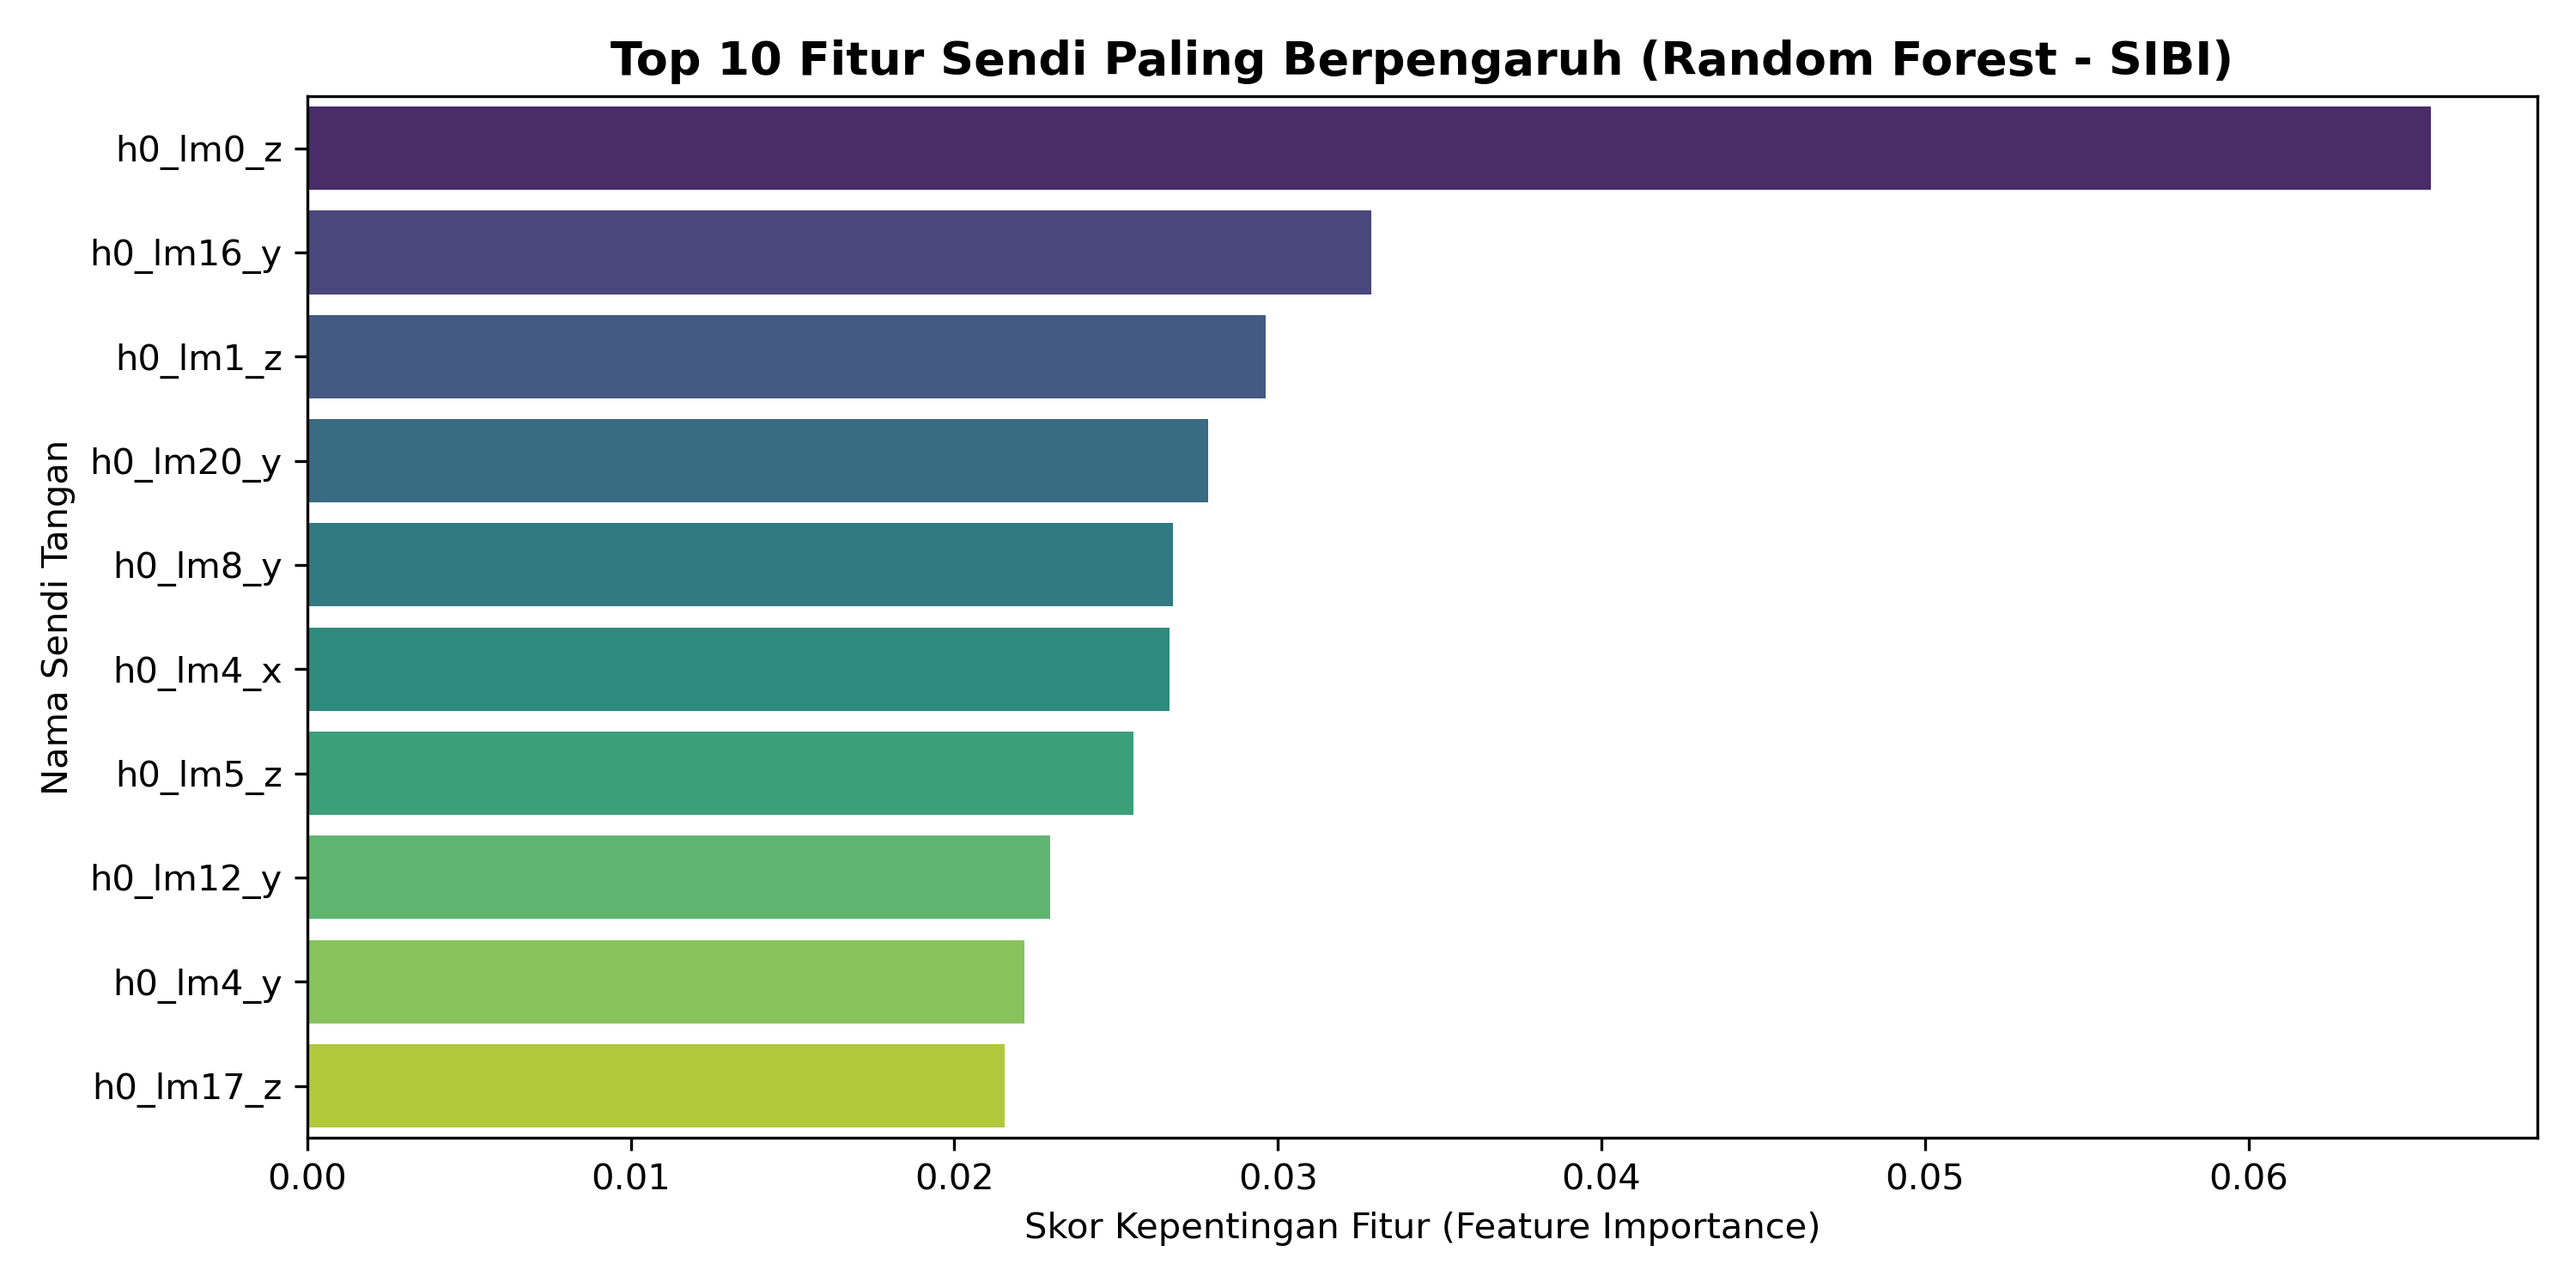 Top 10 Fitur Sendi Paling Berpengaruh (Random Forest - SIBI)
Nama Sendi Tangan
h0_lm0_z
h0_lm16_y
h0_lm1_z
h0_lm20_y
h0_lm8_y
h0_lm4_x
h0_lm5_z
h0_lm12_y
h0_lm4_y
h0_lm17_z
0.00 0.01 0.02 0.03 0.04 0.05 0.06
Skor Kepentingan Fitur (Feature Importance)